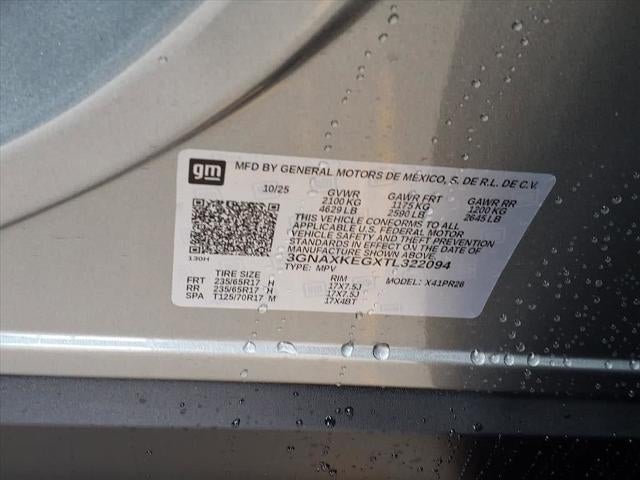 gm
MFD BY GENERAL MOTORS DE MÉXICO, S. DE R.L. DE C.V.
10/25 GVWR GAWR FRT GAWR RR
2100 KG 1175 KG 1200 KG
4629 LB 2590 LB 2645 LB
THIS VEHICLE CONFORMS TO ALL
APPLICABLE U.S. FEDERAL MOTOR
VEHICLE SAFETY AND THEFT PREVENTION
STANDARDS IN EFFECT ON THE DATE OF
MANUFACTURE SHOWN ABOVE.
130H
3GNAXKEGXTL322094
TYPE: MPV MODEL: X41PR26
TIRE SIZE RIM
FRT 235/65R17 H 17X7.5J
RR 235/65R17 H 17X7.5J
SPA T125/70R17 M 17X4BT